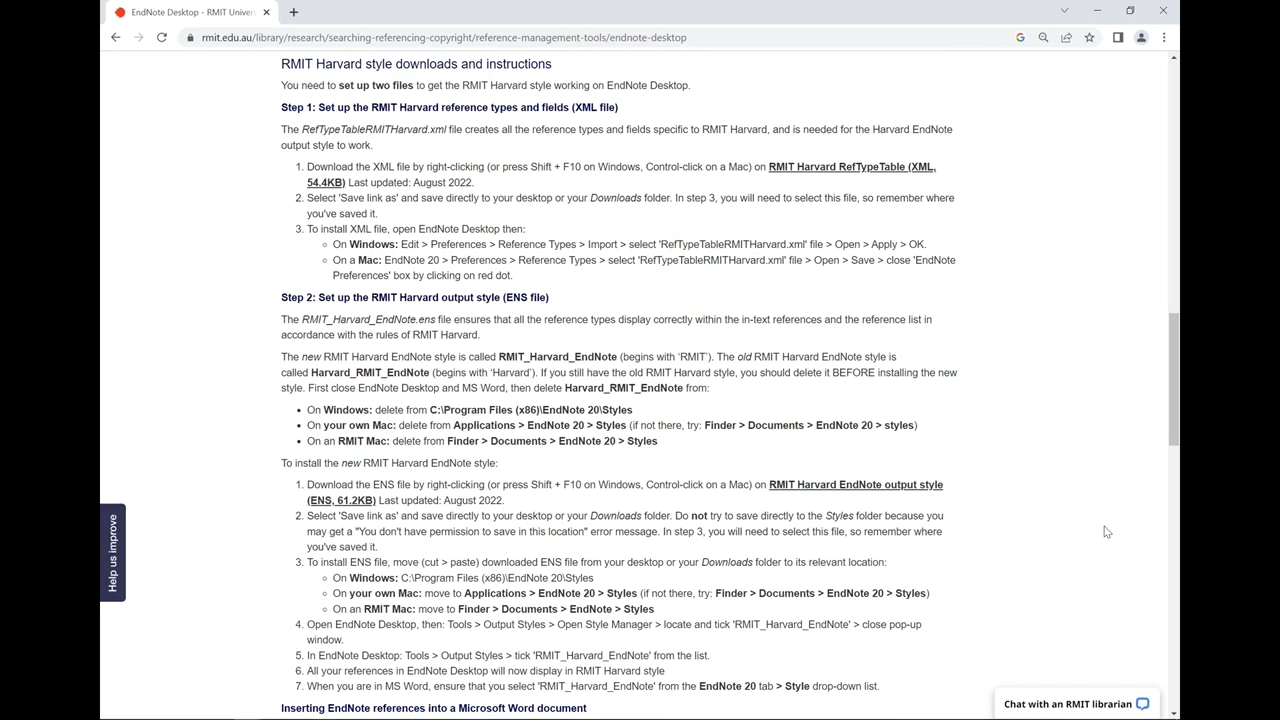 EndNote Desktop - RMIT Univer
rmit.edu.au/library/research/searching-referencing-copyright/reference-management-tools/endnote-desktop
RMIT Harvard style downloads and instructions
You need to set up two files to get the RMIT Harvard style working on EndNote Desktop.
Step 1: Set up the RMIT Harvard reference types and fields (XML file)
The RefTypeTableRMITHarvard.xml file creates all the reference types and fields specific to RMIT Harvard, and is needed for the Harvard EndNote
output style to work.
1. Download the XML file by right-clicking (or press Shift + F10 on Windows, Control-click on a Mac) on RMIT Harvard RefTypeTable (XML,
54.4KB) Last updated: August 2022.
2. Select 'Save link as' and save directly to your desktop or your Downloads folder. In step 3, you will need to select this file, so remember where
you've saved it.
3. To install XML file, open EndNote Desktop then:
On Windows: Edit > Preferences > Reference Types > Import > select 'RefTypeTableRMITHarvard.xml' file > Open > Apply > OK.
On a Mac: EndNote 20 > Preferences > Reference Types > select 'RefTypeTableRMITHarvard.xml' file > Open > Save > close 'EndNote
Preferences' box by clicking on red dot.
Step 2: Set up the RMIT Harvard output style (ENS file)
The RMIT_Harvard_EndNote.ens file ensures that all the reference types display correctly within the in-text references and the reference list in
accordance with the rules of RMIT Harvard.
The new RMIT Harvard EndNote style is called RMIT_Harvard_EndNote (begins with ‘RMIT’). The old RMIT Harvard EndNote style is
called Harvard_RMIT_EndNote (begins with ‘Harvard’). If you still have the old RMIT Harvard style, you should delete it BEFORE installing the new
style. First close EndNote Desktop and MS Word, then delete Harvard_RMIT_EndNote from:
• On Windows: delete from C:\Program Files (x86)\EndNote 20\Styles
• On your own Mac: delete from Applications > EndNote 20 > Styles (if not there, try: Finder > Documents > EndNote 20 > styles)
• On an RMIT Mac: delete from Finder > Documents > EndNote 20 > Styles
To install the new RMIT Harvard EndNote style:
1. Download the ENS file by right-clicking (or press Shift + F10 on Windows, Control-click on a Mac) on RMIT Harvard EndNote output style
(ENS, 61.2KB) Last updated: August 2022.
2. Select 'Save link as' and save directly to your desktop or your Downloads folder. Do not try to save directly to the Styles folder because you
may get a "You don't have permission to save in this location" error message. In step 3, you will need to select this file, so remember where
you've saved it.
3. To install ENS file, move (cut > paste) downloaded ENS file from your desktop or your Downloads folder to its relevant location:
On Windows: C:\Program Files (x86)\EndNote 20\Styles
On your own Mac: move to Applications > EndNote 20 > Styles (if not there, try: Finder > Documents > EndNote 20 > Styles)
On an RMIT Mac: move to Finder > Documents > EndNote > Styles
4. Open EndNote Desktop, then: Tools > Output Styles > Open Style Manager > locate and tick 'RMIT_Harvard_EndNote' > close pop-up
window.
5. In EndNote Desktop: Tools > Output Styles > tick 'RMIT_Harvard_EndNote' from the list.
6. All your references in EndNote Desktop will now display in RMIT Harvard style
7. When you are in MS Word, ensure that you select 'RMIT_Harvard_EndNote' from the EndNote 20 tab > Style drop-down list.
Inserting EndNote references into a Microsoft Word document
Help us improve
Chat with an RMIT librarian